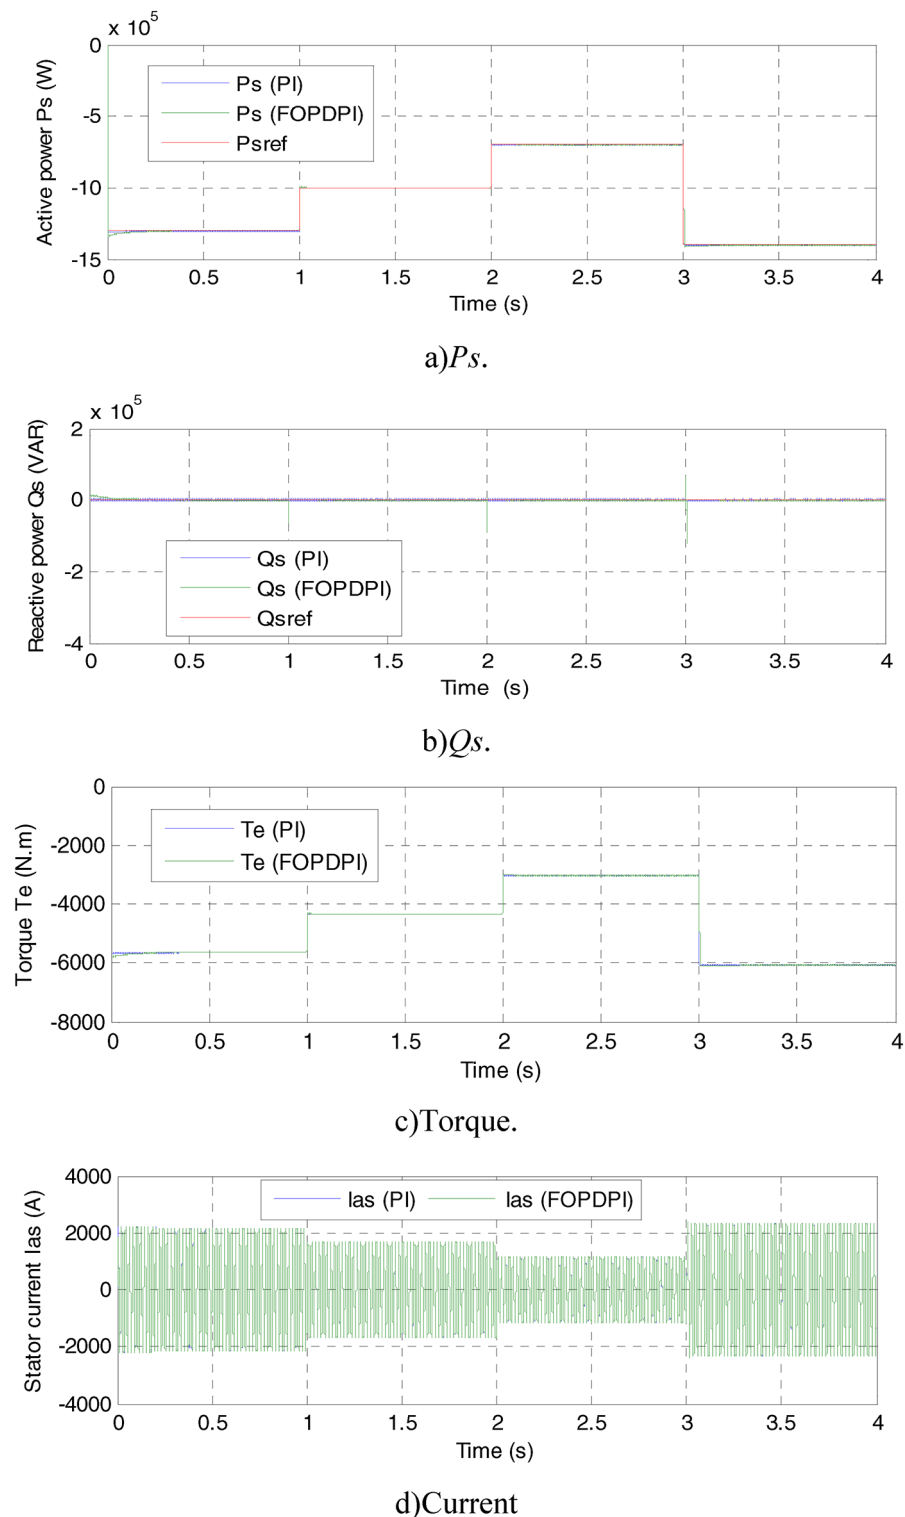 x 10⁵
0
-5
-10
-15
Active power Ps (W)
Ps (PI)
Ps (FOPDPI)
Psref
0 0.5 1 1.5 2 2.5 3 3.5 4
Time (s)
a)Ps.
x 10⁵
2
0
-2
-4
Reactive power Qs (VAR)
Qs (PI)
Qs (FOPDPI)
Qsref
0 0.5 1 1.5 2 2.5 3 3.5 4
Time (s)
b)Qs.
0
-2000
-4000
-6000
-8000
Torque Te (N.m)
Te (PI)
Te (FOPDPI)
0 0.5 1 1.5 2 2.5 3 3.5 4
Time (s)
c)Torque.
4000
2000
0
-2000
-4000
Stator current Ias (A)
Ias (PI) Ias (FOPDPI)
0 0.5 1 1.5 2 2.5 3 3.5 4
Time (s)
d)Current